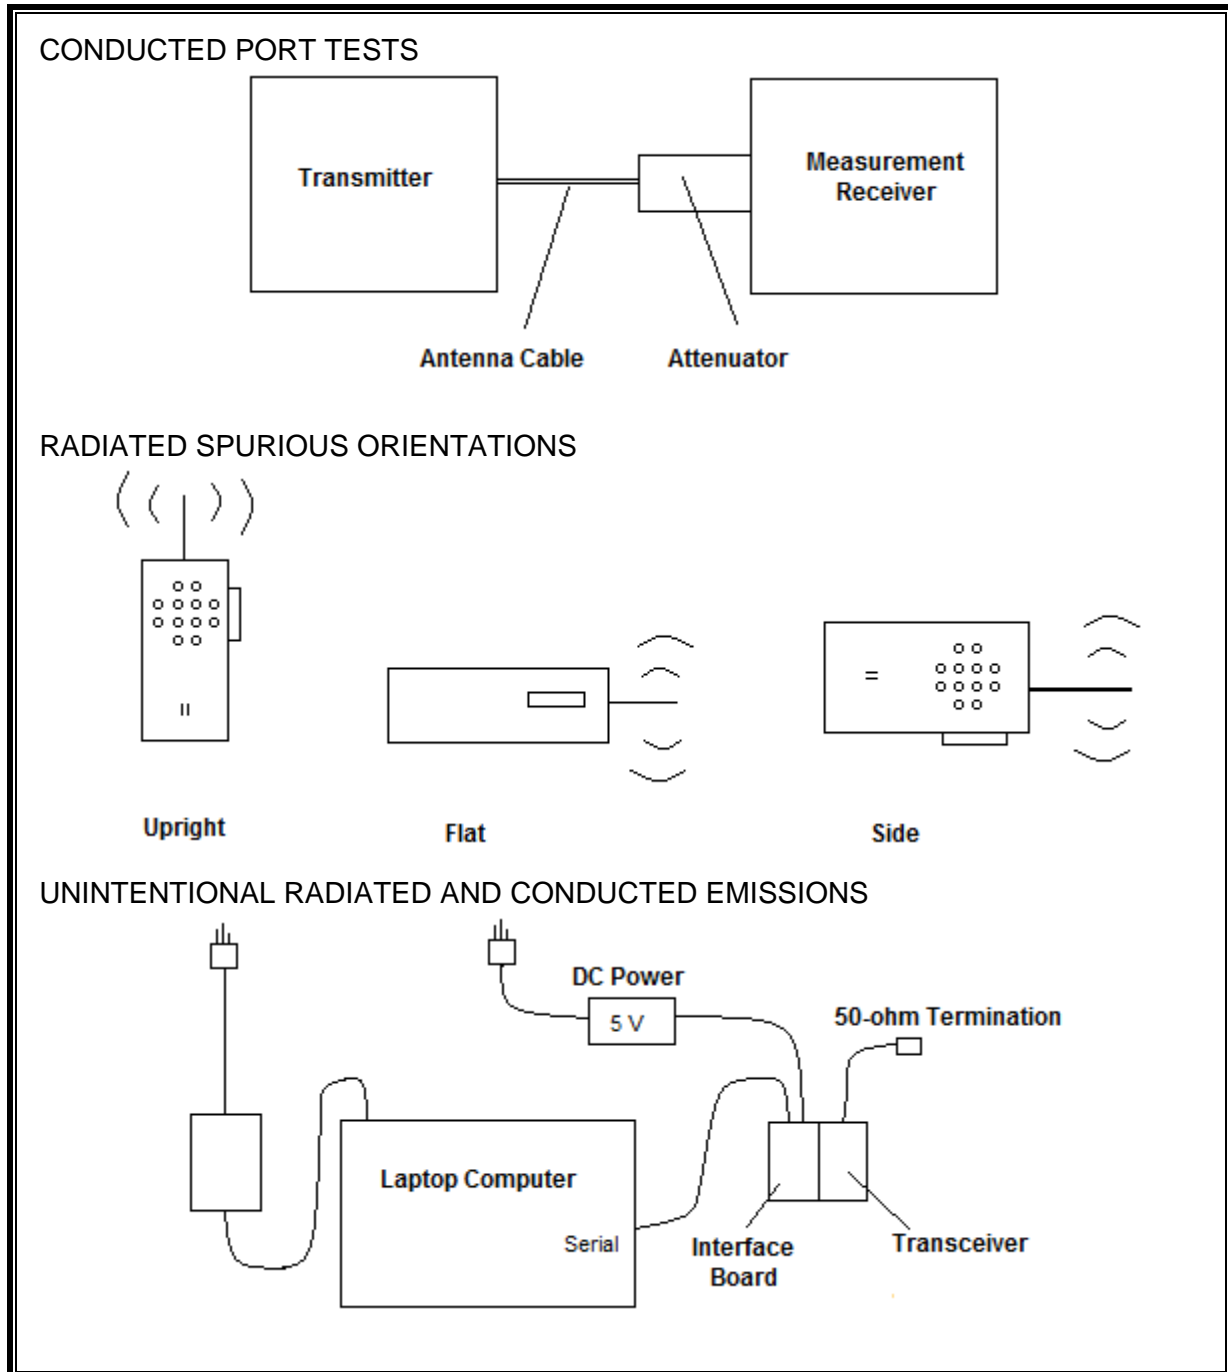 CONDUCTED PORT TESTS
Transmitter
Measurement
Receiver
Antenna Cable
Attenuator
RADIATED SPURIOUS ORIENTATIONS
Upright
Flat
Side
UNINTENTIONAL RADIATED AND CONDUCTED EMISSIONS
DC Power
5 V
50-ohm Termination
Laptop Computer
Serial
Interface
Board
Transceiver